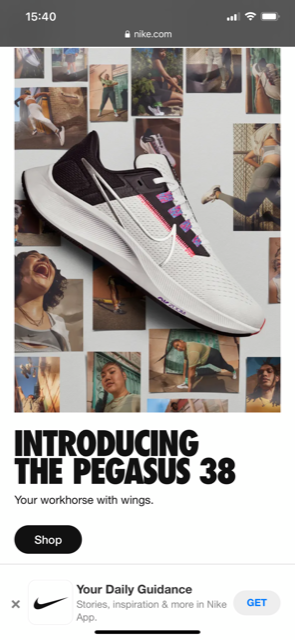 15:40
nike.com
INTRODUCING
THE PEGASUS 38
Your workhorse with wings.
Shop
Your Daily Guidance
Stories, inspiration & more in Nike
App.
GET